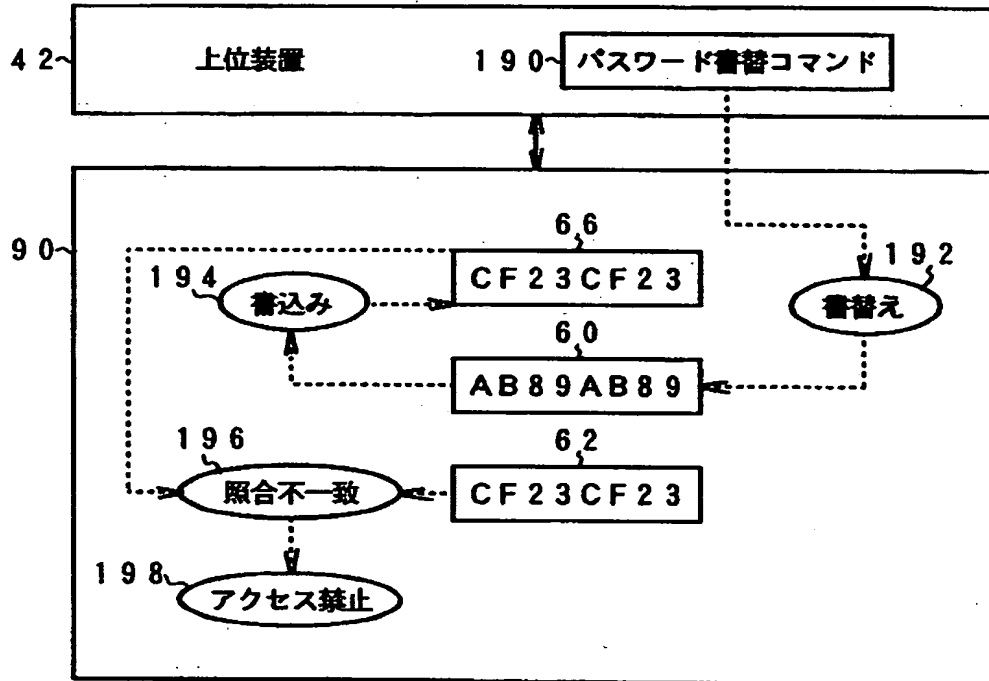 42 上位装置 190 パスワード書替コマンド
90
66
CF23CF23
194 書込み
192 書替え
60
AB89AB89
62
CF23CF23
196 照合不一致
198 アクセス禁止